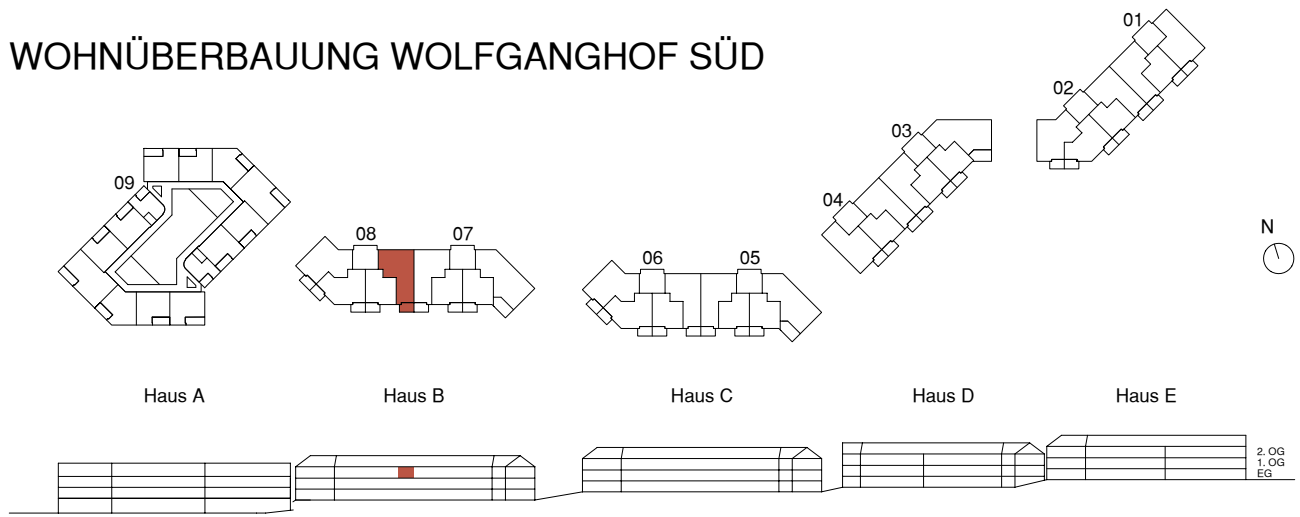 WOHNÜBERBAUUNG WOLFGANGHOF SÜD
01
02
03
04
09
08
07
06
05
N
Haus A
Haus B
Haus C
Haus D
Haus E
2. OG
1. OG
EG